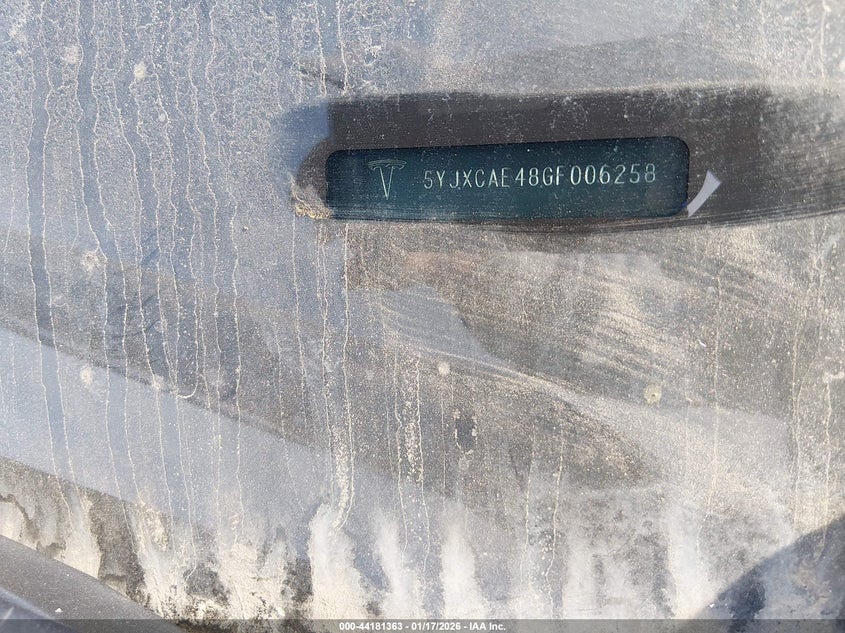 5YJXCAE48GF006258
000-44181363 - 01/17/2026 - IAA Inc.